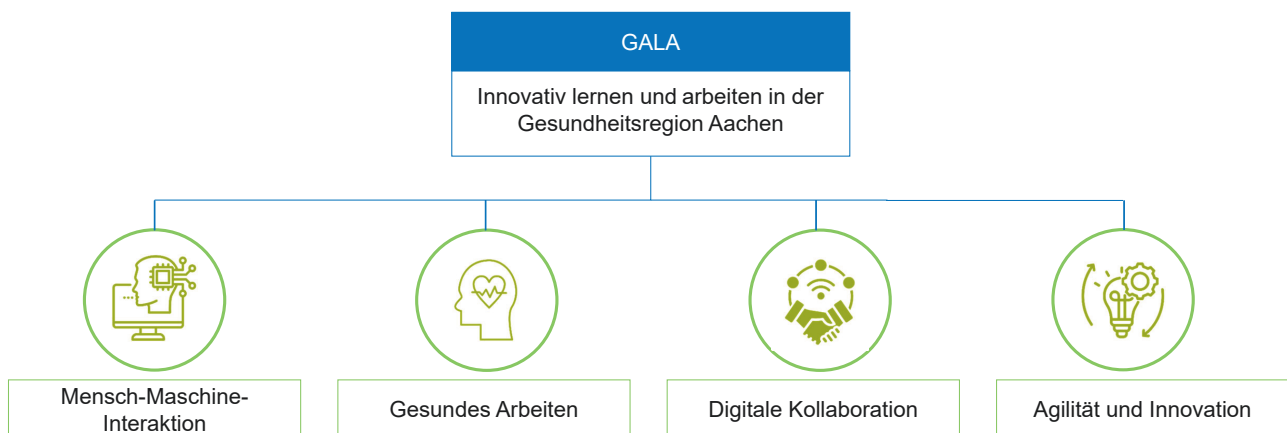 GALA
Innovativ lernen und arbeiten in der
Gesundheitsregion Aachen
Mensch-Maschine-
Interaktion
Gesundes Arbeiten
Digitale Kollaboration
Agilität und Innovation